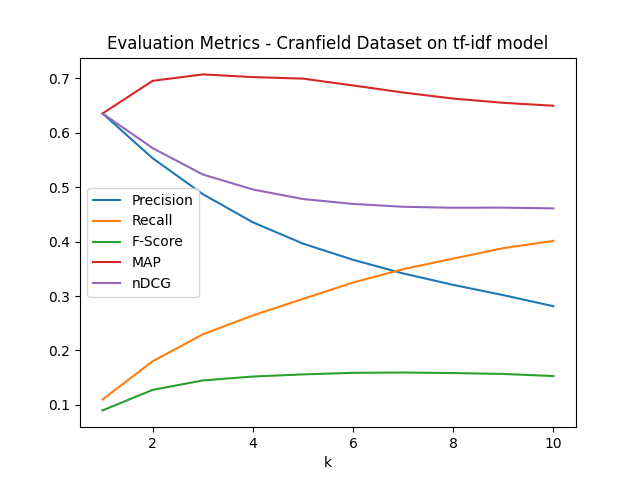 Evaluation Metrics - Cranfield Dataset on tf-idf model
0.7
0.6
0.5
0.4
0.3
0.2
0.1
Precision
Recall
F-Score
MAP
nDCG
2
4
6
8
10
k